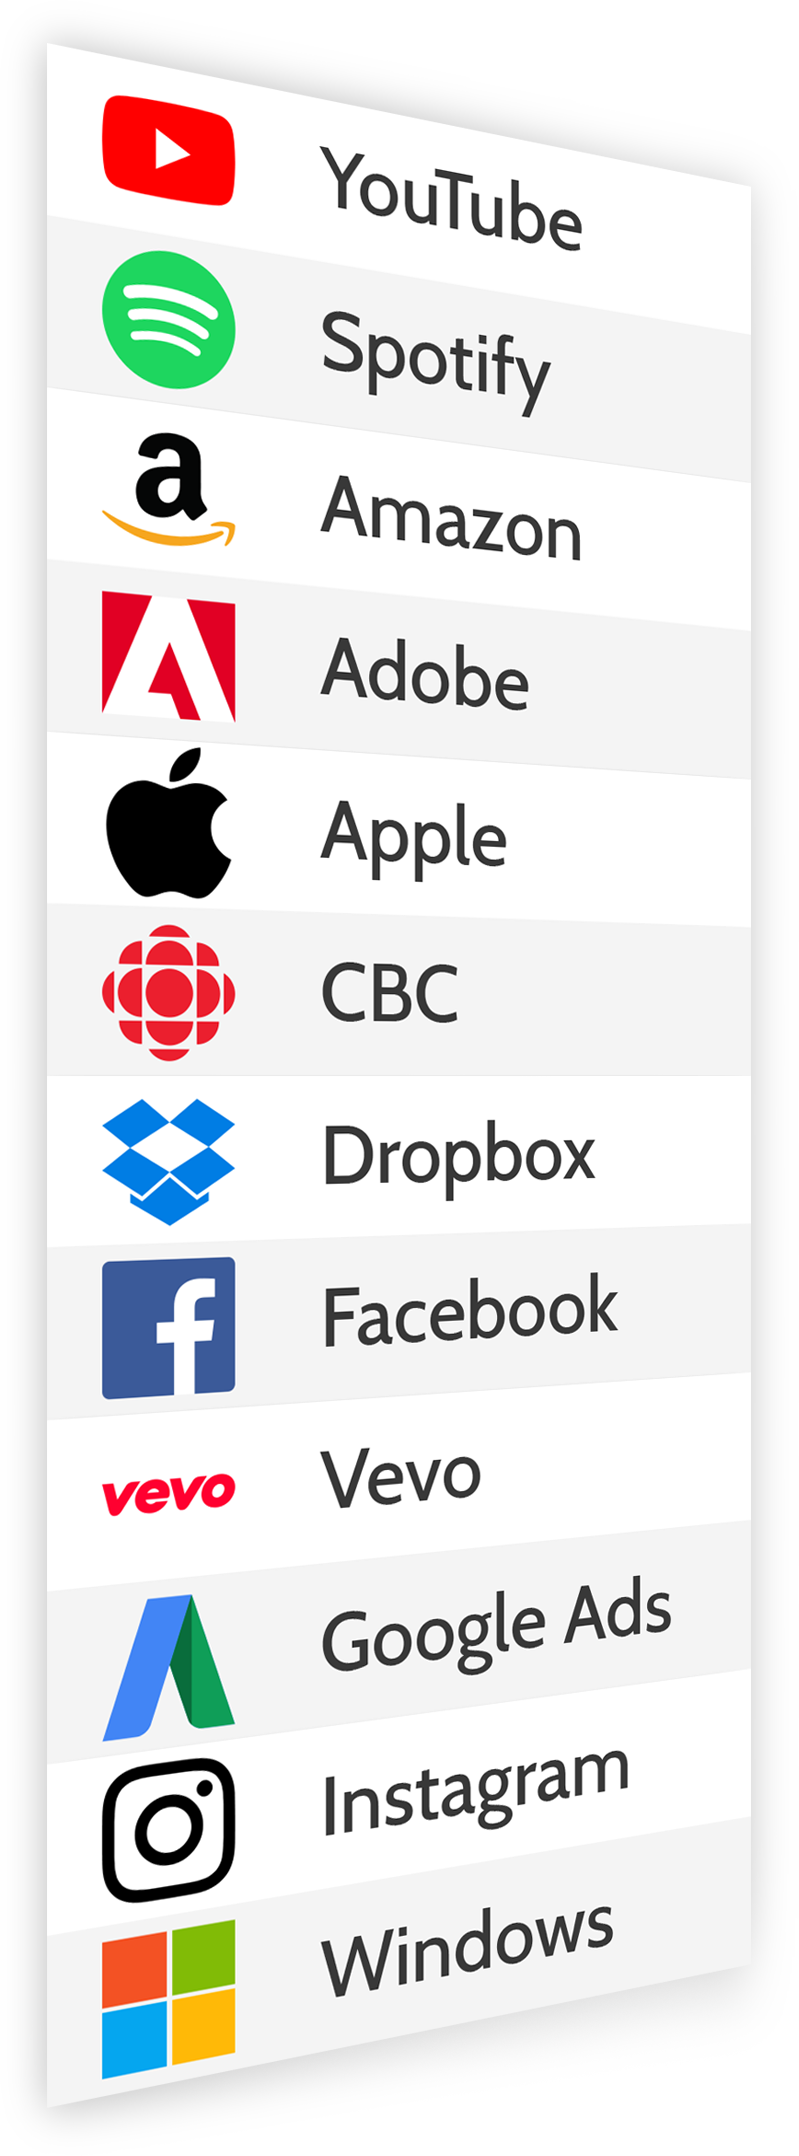 YouTube
Spotify
a Amazon
Adobe
Apple
CBC
Dropbox
f Facebook
vevo Vevo
Google Ads
Instagram
Windows